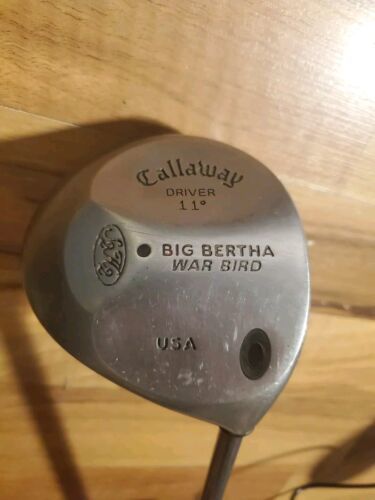 Callaway
DRIVER
11°
BIG BERTHA
WAR BIRD
USA